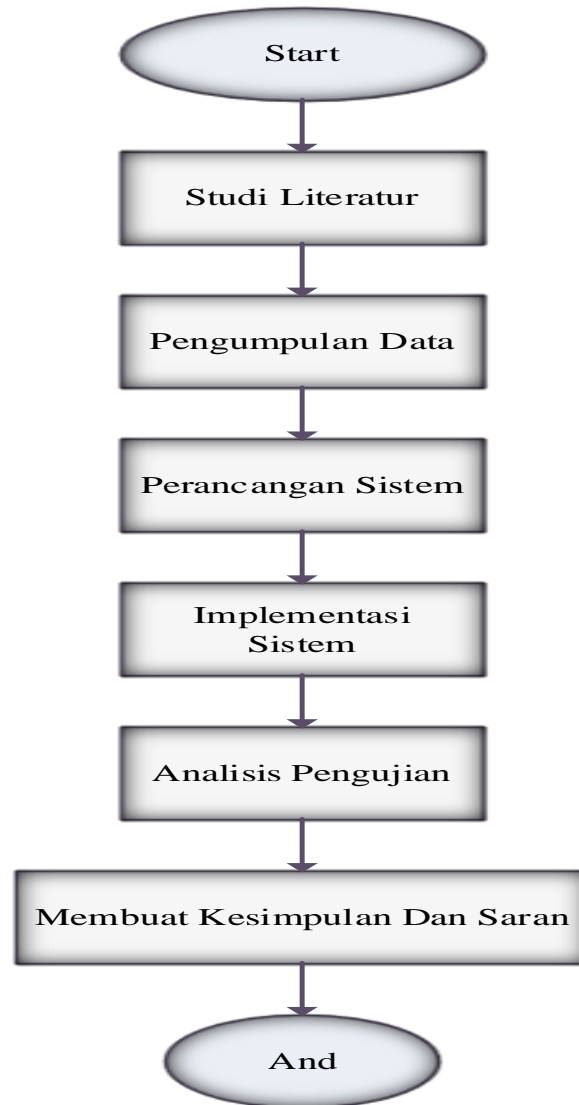 Start
Studi Literatur
Pengumpulan Data
Perancangan Sistem
Implementasi
Sistem
Analisis Pengujian
Membuat Kesimpulan Dan Saran
And